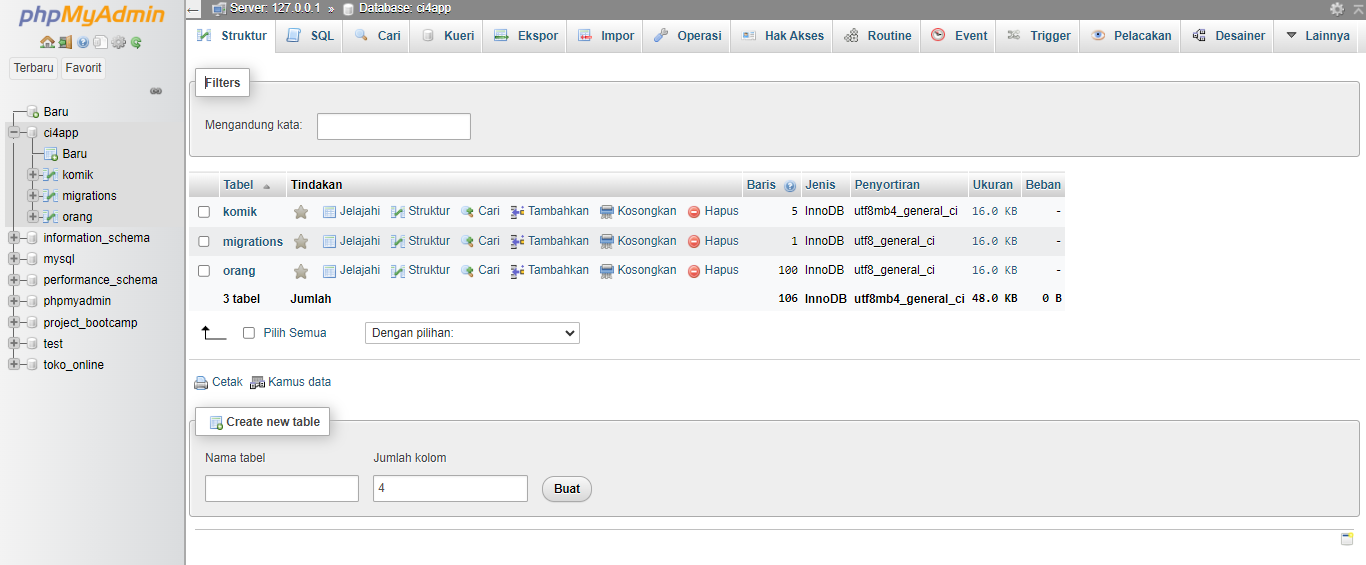 phpMyAdmin
Server: 127.0.0.1 » Database: ci4app
Struktur SQL Cari Kueri Ekspor Impor Operasi Hak Akses Routine Event Trigger Pelacakan Desainer Lainnya
Terbaru Favorit
Baru
ci4app
Baru
komik
migrations
orang
information_schema
mysql
performance_schema
phpmyadmin
project_bootcamp
test
toko_online
Filters
Mengandung kata:
Tabel Tindakan Baris Jenis Penyortiran Ukuran Beban
komik Jelajahi Struktur Cari Tambahkan Kosongkan Hapus 5 InnoDB utf8mb4_general_ci 16.0 KB -
migrations Jelajahi Struktur Cari Tambahkan Kosongkan Hapus 1 InnoDB utf8_general_ci 16.0 KB -
orang Jelajahi Struktur Cari Tambahkan Kosongkan Hapus 100 InnoDB utf8_general_ci 16.0 KB -
3 tabel Jumlah 106 InnoDB utf8mb4_general_ci 48.0 KB 0 B
Pilih Semua Dengan pilihan:
Cetak Kamus data
Create new table
Nama tabel Jumlah kolom
4 Buat